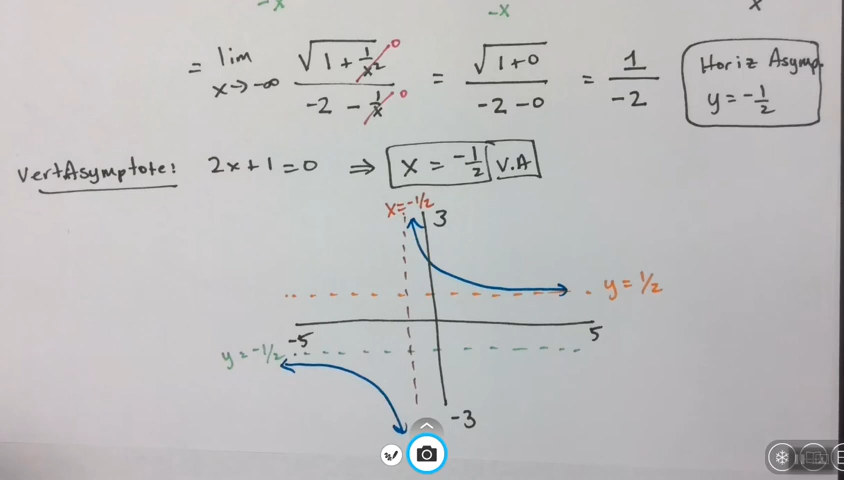 -x -x x
= lim x→-∞ √(1 + 1/x² 0) / (-2 - 1/x 0) = √(1+0) / (-2-0) = 1/-2
Horiz Asymp.
y = -1/2
VertAsymptote: 2x+1=0 ⇒ x = -1/2 V.A
x=-1/2
3
y = 1/2
-5 5
y = -1/2
-3